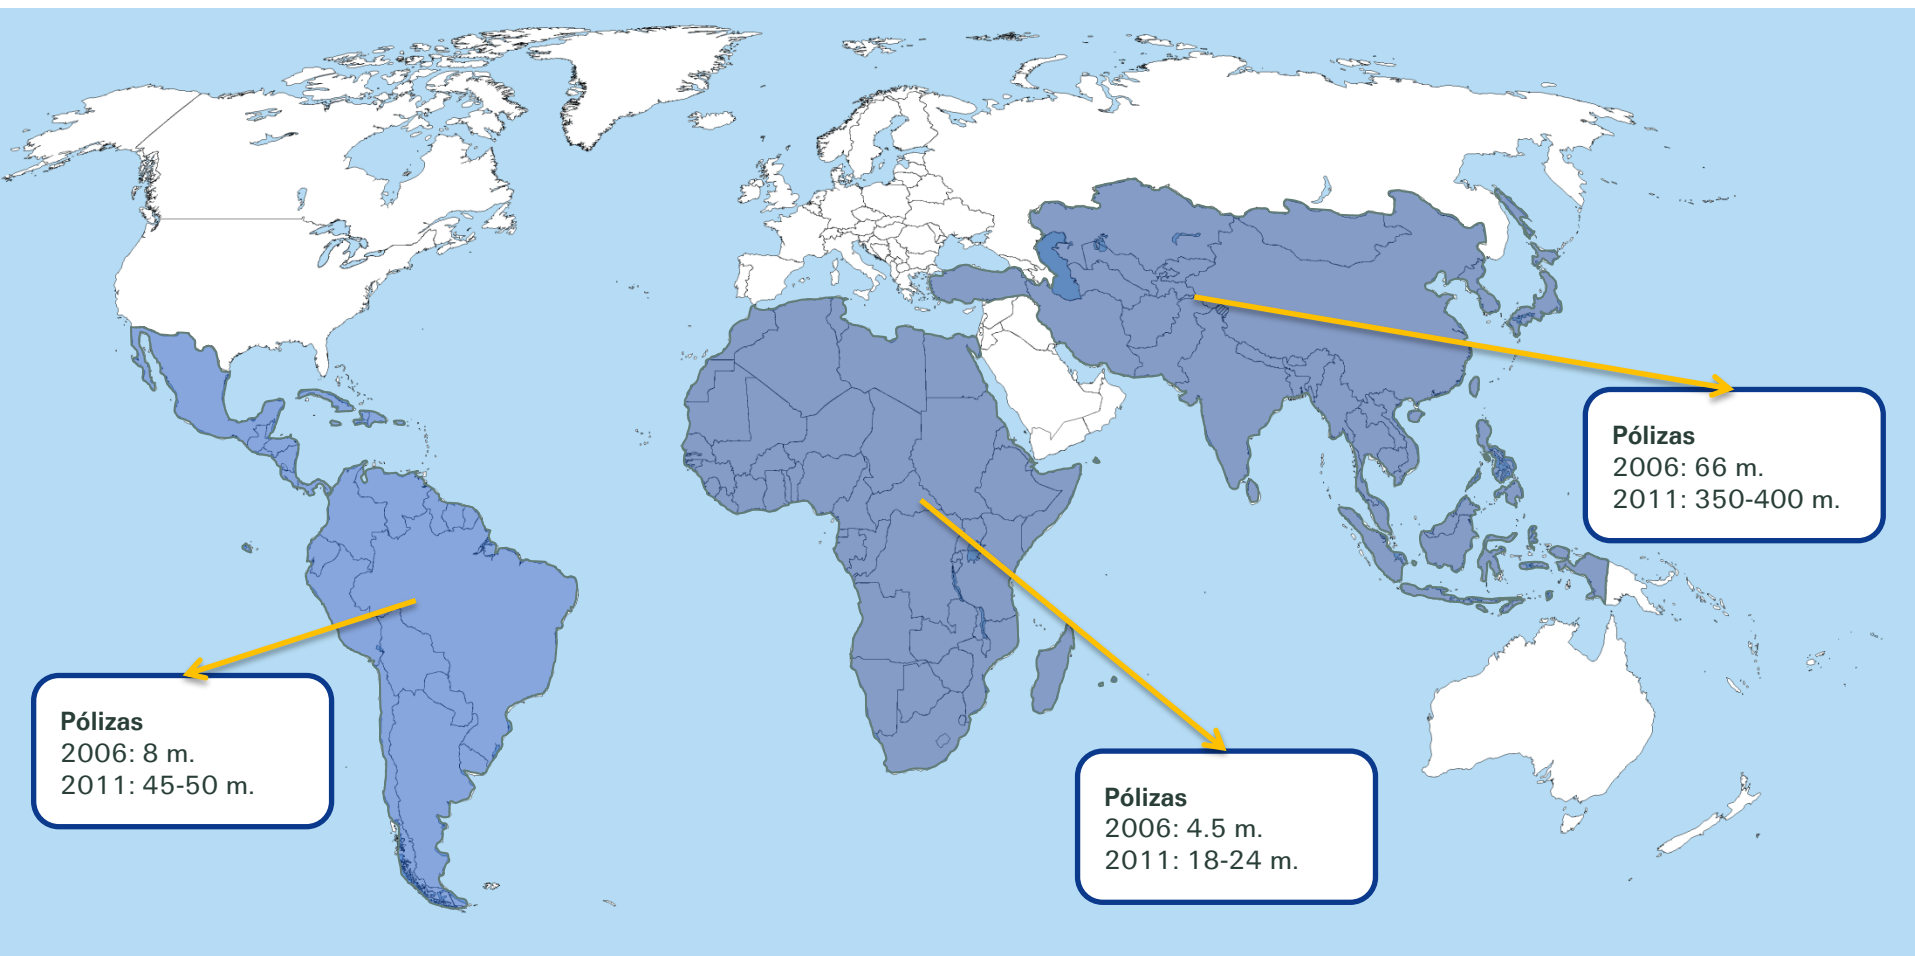 Pólizas
2006: 66 m.
2011: 350-400 m.
Pólizas
2006: 8 m.
2011: 45-50 m.
Pólizas
2006: 4.5 m.
2011: 18-24 m.